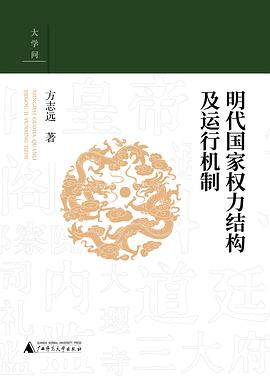 大学问
MINGDAI GUOJIA QUANLI
JIEGOU JI YUNXING JIZHI
方志远 著
明代国家权力结构
及运行机制
GUANGXI NORMAL UNIVERSITY PRESS
广西师范大学出版社